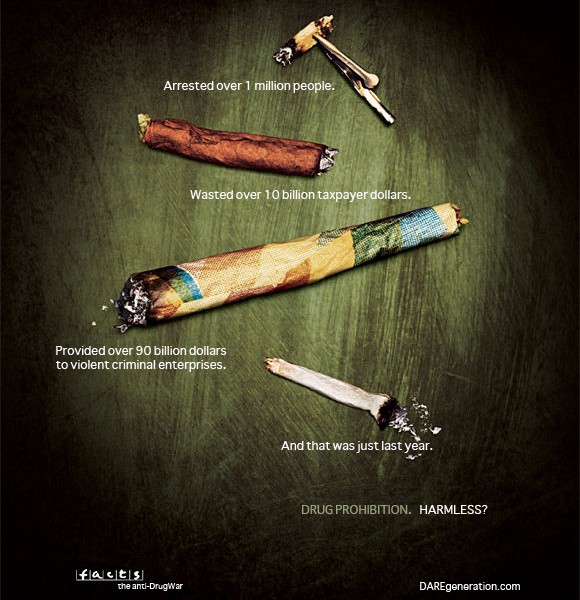 Arrested over 1 million people.
Wasted over 10 billion taxpayer dollars.
Provided over 90 billion dollars
to violent criminal enterprises.
And that was just last year.
DRUG PROHIBITION. HARMLESS?
facts
the anti-DrugWar
DAREgeneration.com